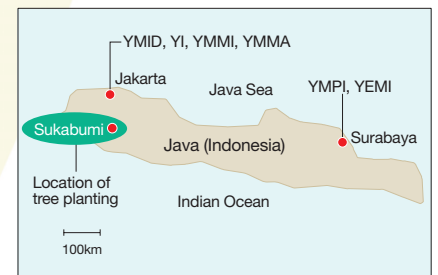 YMID, YI, YMMI, YMMA
Jakarta
Java Sea
YMPI, YEMI
Sukabumi
Java (Indonesia)
Surabaya
Location of
tree planting
Indian Ocean
100km